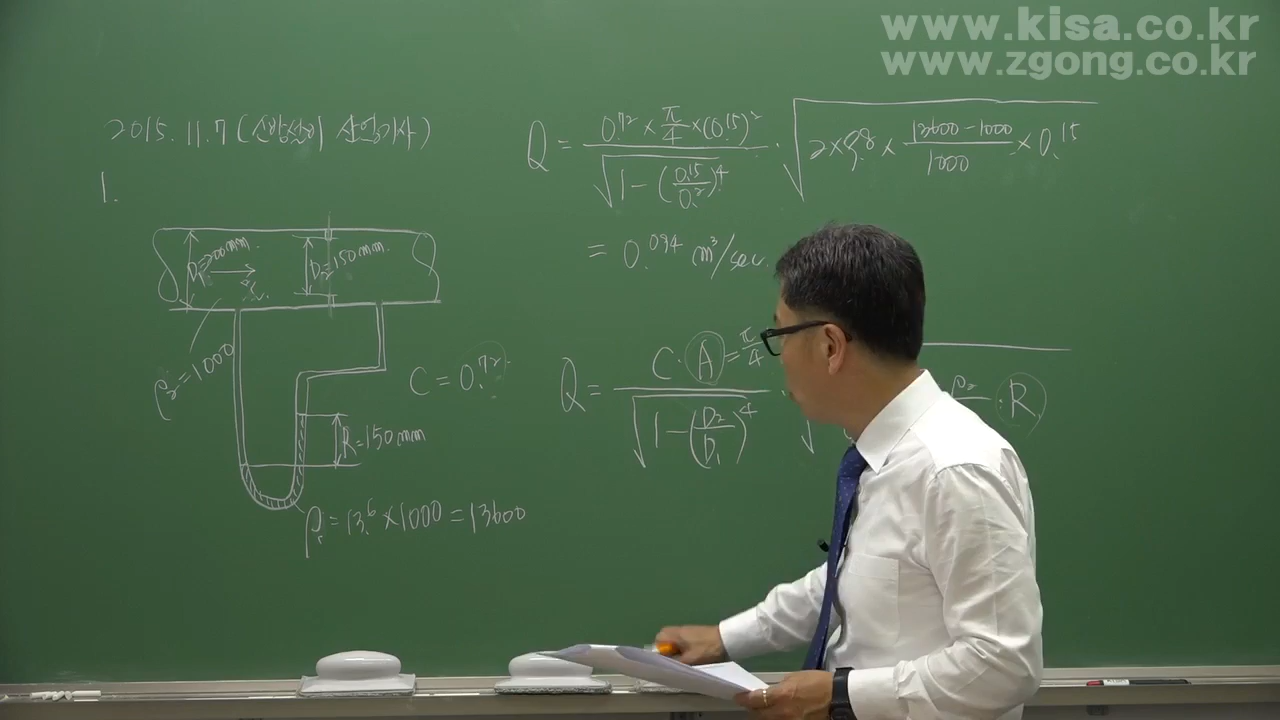 www.kisa.co.kr
www.zgong.co.kr
2015.11.7 (산업기사)
1.
D₁=200mm.
D₂=150mm.
ρ₂=1000
C=0.72
R=150mm
ρ=13.6×1000=13600
Q = 0.72×π/4×(0.15)² / √(1-(0.15/0.2)⁴) · √(2×9.8×(13600-1000)/1000×0.15)
= 0.094 m³/sec.
Q = C·A=π/4 / √(1-(D₂/D₁)⁴) · √ ρ₂ ·R